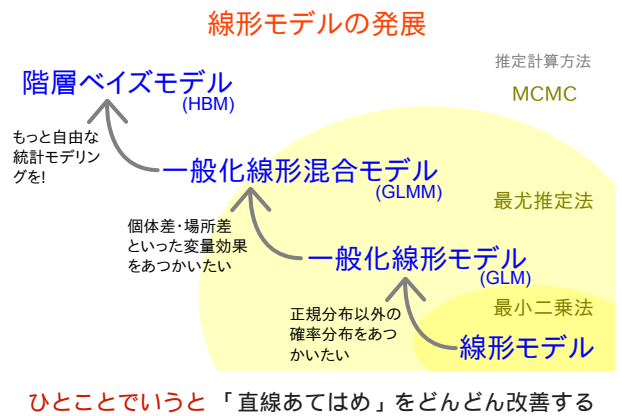 線形モデルの発展
推定計算方法
階層ベイズモデル
(HBM)
MCMC
もっと自由な
統計モデリン
グを!
一般化線形混合モデル
(GLMM)
最尤推定法
個体差・場所差
といった変量効果
をあつかいたい
一般化線形モデル
(GLM)
正規分布以外の
確率分布をあつ
かいたい
最小二乗法
線形モデル
ひとことでいうと 「直線あてはめ」をどんどん改善する